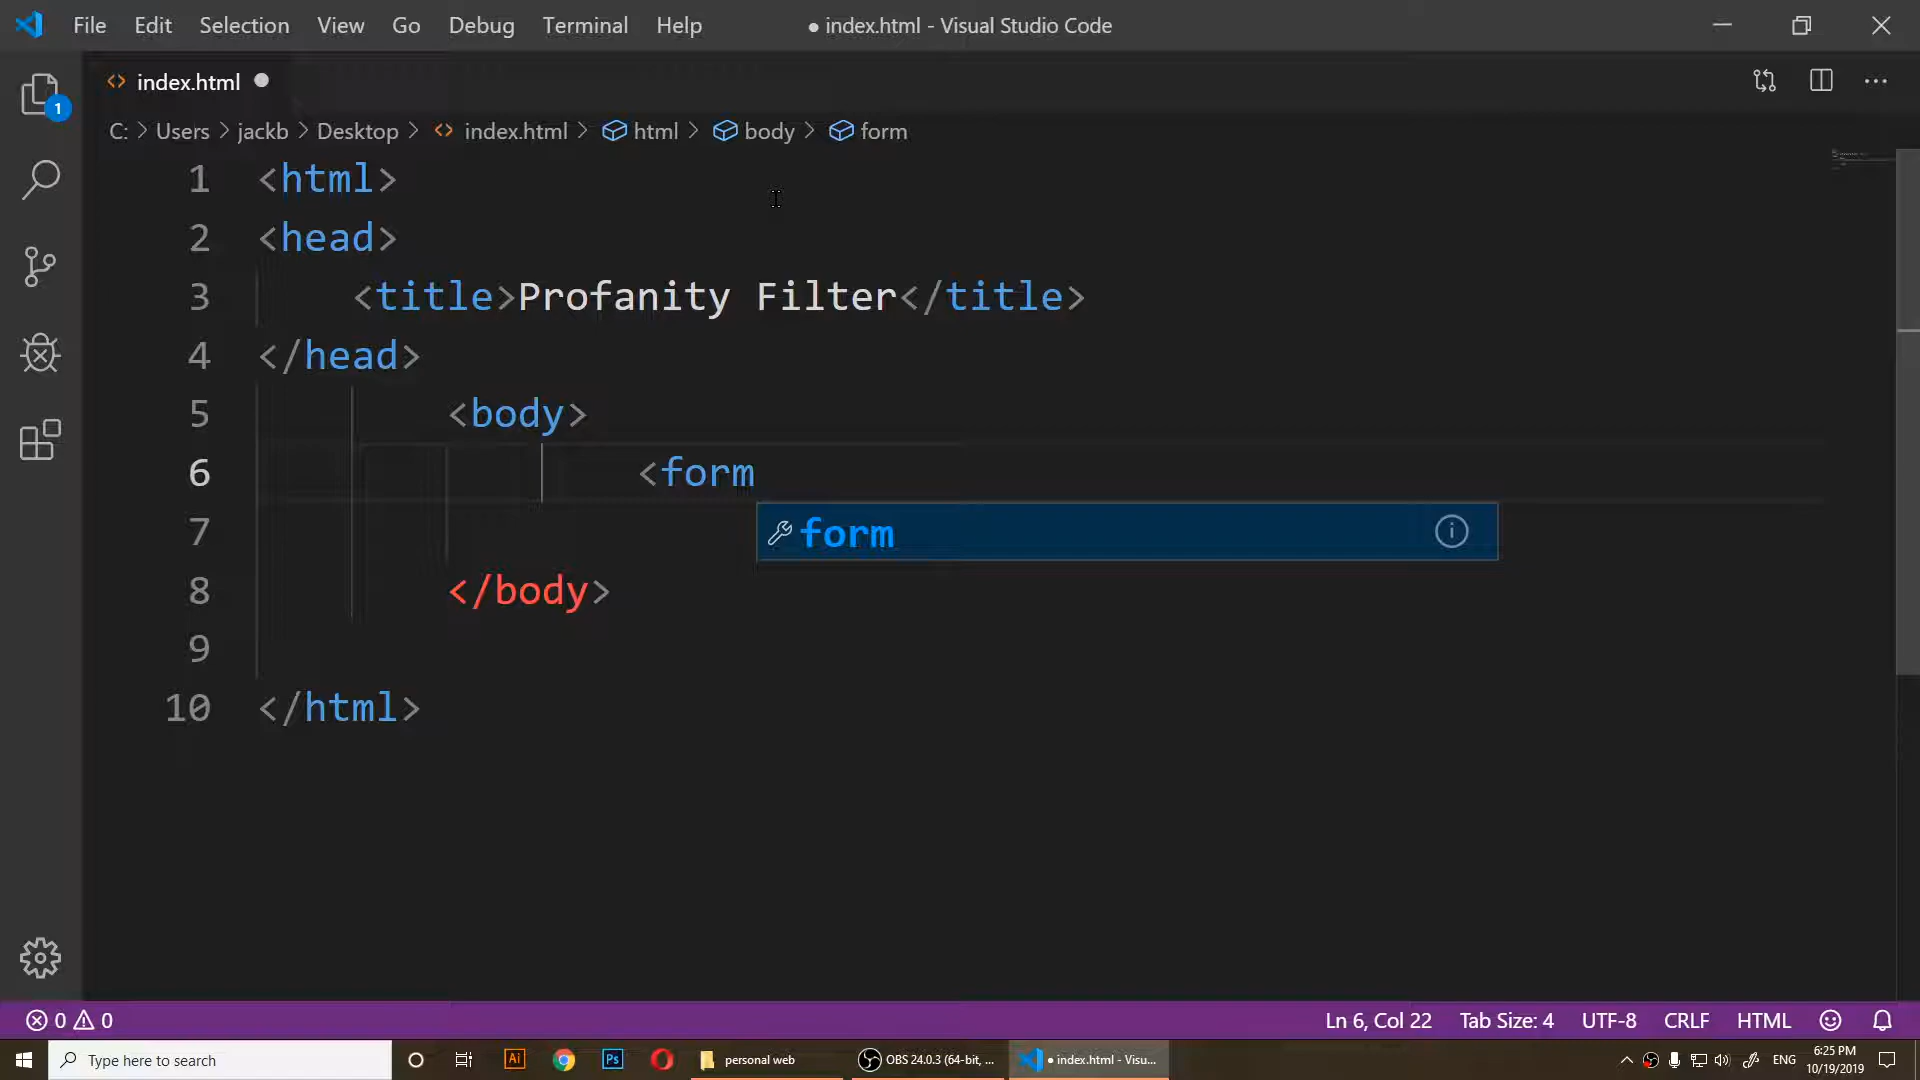 File Edit Selection View Go Debug Terminal Help ● index.html - Visual Studio Code
index.html
1
C: > Users > jackb > Desktop > index.html > html > body > form
1 <html>
2 <head>
3 <title>Profanity Filter</title>
4 </head>
5 <body>
6 <form
7 form
8 </body>
9
10 </html>
0 0 Ln 6, Col 22 Tab Size: 4 UTF-8 CRLF HTML
Type here to search Ai Ps personal web OBS 24.0.3 (64-bit, ... ● index.html - Visu... ENG 6:25 PM
10/19/2019